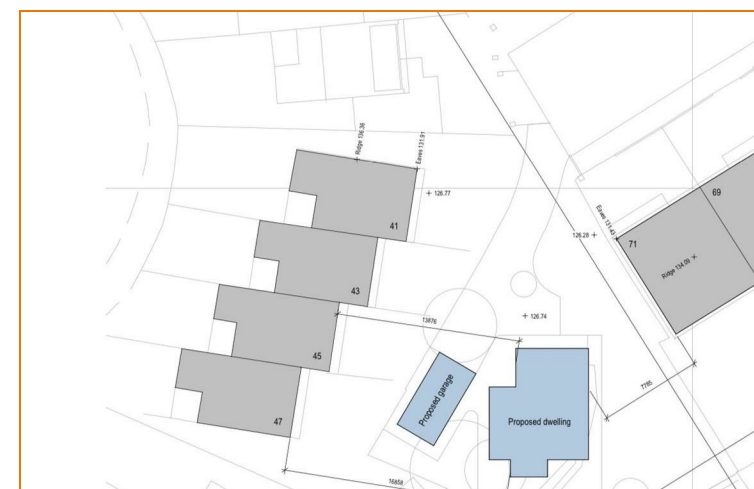 Ridge 136.36
Eaves 131.91
69
+ 126.77
41
Eaves 131.43
126.28 +
71
43
Ridge 134.09
13876
+ 126.74
45
Proposed garage
7785
47
Proposed dwelling
16858